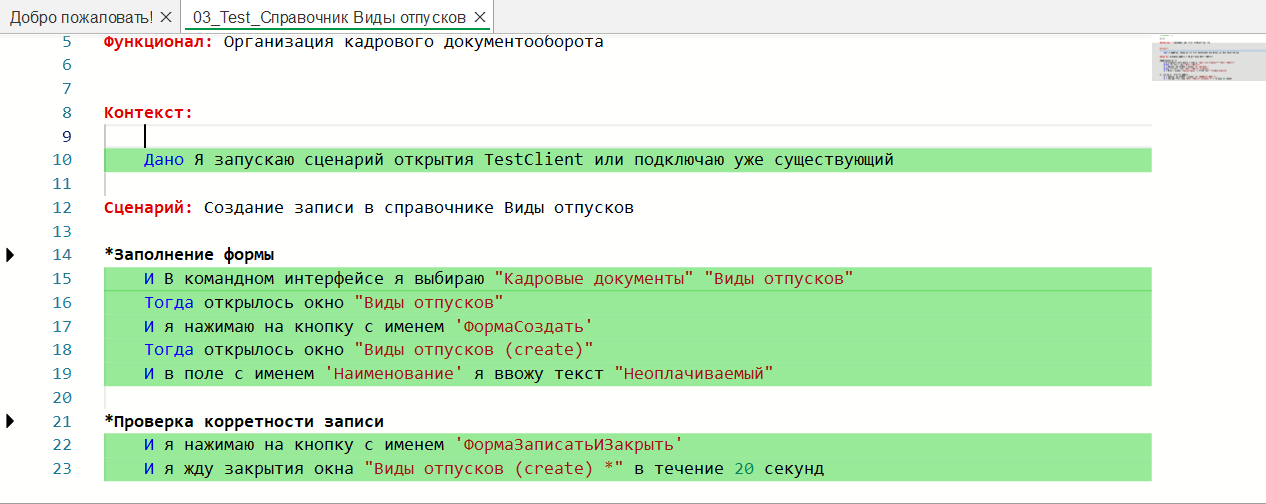 Добро пожаловать! × 03_Test_Справочник Виды отпусков ×
5 Функционал: Организация кадрового документооборота
6
7
8 Контекст:
9
10 Дано Я запускаю сценарий открытия TestClient или подключаю уже существующий
11
12 Сценарий: Создание записи в справочнике Виды отпусков
13
14 *Заполнение формы
15 И В командном интерфейсе я выбираю "Кадровые документы" "Виды отпусков"
16 Тогда открылось окно "Виды отпусков"
17 И я нажимаю на кнопку с именем 'ФормаСоздать'
18 Тогда открылось окно "Виды отпусков (create)"
19 И в поле с именем 'Наименование' я ввожу текст "Неоплачиваемый"
20
21 *Проверка корретности записи
22 И я нажимаю на кнопку с именем 'ФормаЗаписатьИЗакрыть'
23 И я жду закрытия окна "Виды отпусков (create) *" в течение 20 секунд